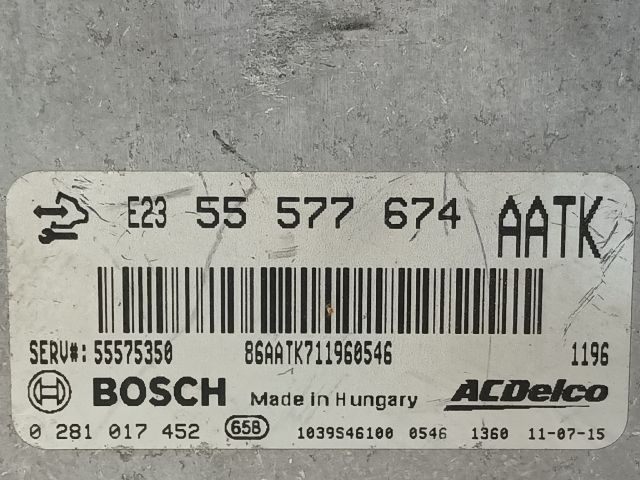 E23 55 577 674 AATK
SERV#: 55575350 86AATK711960546 1196
BOSCH Made in Hungary ACDelco
0 281 017 452 658 1039S46100 0546 1360 11-07-15